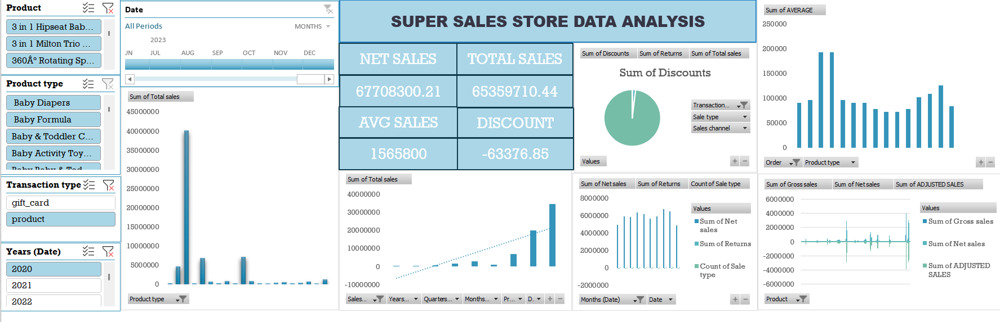 Product
3 in 1 Hipseat Bab...
3 in 1 Milton Trio ...
360Âº Rotating Sp...
Product type
Baby Diapers
Baby Formula
Baby & Toddler C...
Baby Activity Toy...
Transaction type
gift_card
product
Years (Date)
2020
2021
2022
Date
All Periods
MONTHS
2023
JN JUL AUG SEP OCT NOV DEC
Sum of Total sales
45000000
40000000
35000000
30000000
25000000
20000000
15000000
10000000
5000000
0
Product type
SUPER SALES STORE DATA ANALYSIS
NET SALES TOTAL SALES
67708300.21 65359710.44
AVG SALES DISCOUNT
1565800 -63376.85
Sum of Total sales
40000000
30000000
20000000
10000000
0
-10000000
Sales... Years... Quarters... Months... Pr... D. + −
Sum of Discounts Sum of Returns Sum of Total sales
Sum of Discounts
Transaction...
Sale type
Sales channel
Values + −
Sum of Net sales Sum of Returns Count of Sale type
8000000
6000000
4000000
2000000
0
-2000000
Values
Sum of Net
sales
Sum of Returns
Count of Sale
type
Months (Date) Date + −
Sum of AVERAGE
250000
200000
150000
100000
50000
0
Order Product type + −
Sum of Gross sales Sum of Net sales Sum of ADJUSTED SALES
6000000
4000000
2000000
0
-2000000
-4000000
-6000000
Values
Sum of Gross sales
Sum of Net sales
Sum of ADJUSTED
SALES
Product